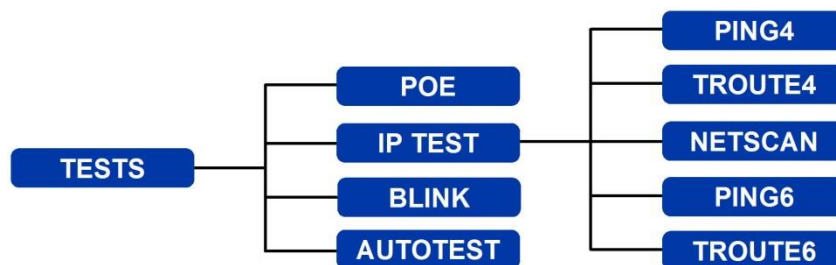 TESTS
POE
IP TEST
BLINK
AUTOTEST
PING4
TROUTE4
NETSCAN
PING6
TROUTE6